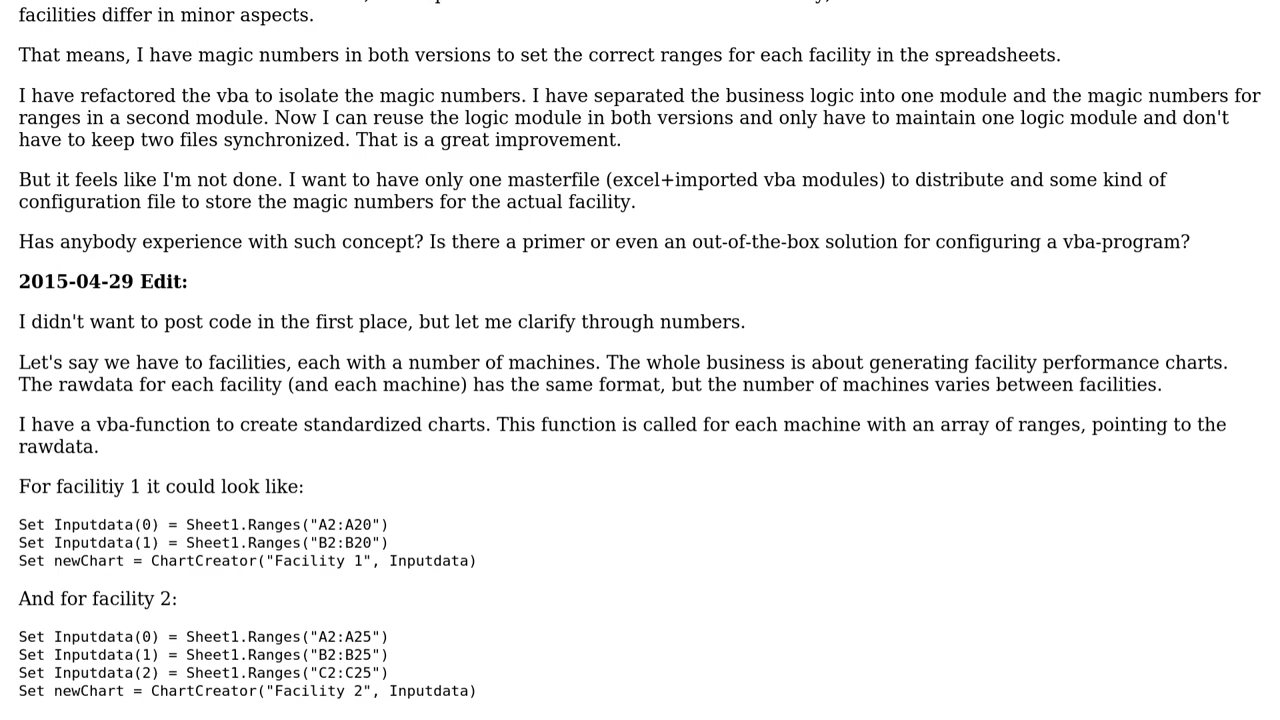 facilities differ in minor aspects.
That means, I have magic numbers in both versions to set the correct ranges for each facility in the spreadsheets.
I have refactored the vba to isolate the magic numbers. I have separated the business logic into one module and the magic numbers for
ranges in a second module. Now I can reuse the logic module in both versions and only have to maintain one logic module and don't
have to keep two files synchronized. That is a great improvement.
But it feels like I'm not done. I want to have only one masterfile (excel+imported vba modules) to distribute and some kind of
configuration file to store the magic numbers for the actual facility.
Has anybody experience with such concept? Is there a primer or even an out-of-the-box solution for configuring a vba-program?
2015-04-29 Edit:
I didn't want to post code in the first place, but let me clarify through numbers.
Let's say we have to facilities, each with a number of machines. The whole business is about generating facility performance charts.
The rawdata for each facility (and each machine) has the same format, but the number of machines varies between facilities.
I have a vba-function to create standardized charts. This function is called for each machine with an array of ranges, pointing to the
rawdata.
For facilitiy 1 it could look like:
Set Inputdata(0) = Sheet1.Ranges("A2:A20")
Set Inputdata(1) = Sheet1.Ranges("B2:B20")
Set newChart = ChartCreator("Facility 1", Inputdata)
And for facility 2:
Set Inputdata(0) = Sheet1.Ranges("A2:A25")
Set Inputdata(1) = Sheet1.Ranges("B2:B25")
Set Inputdata(2) = Sheet1.Ranges("C2:C25")
Set newChart = ChartCreator("Facility 2", Inputdata)